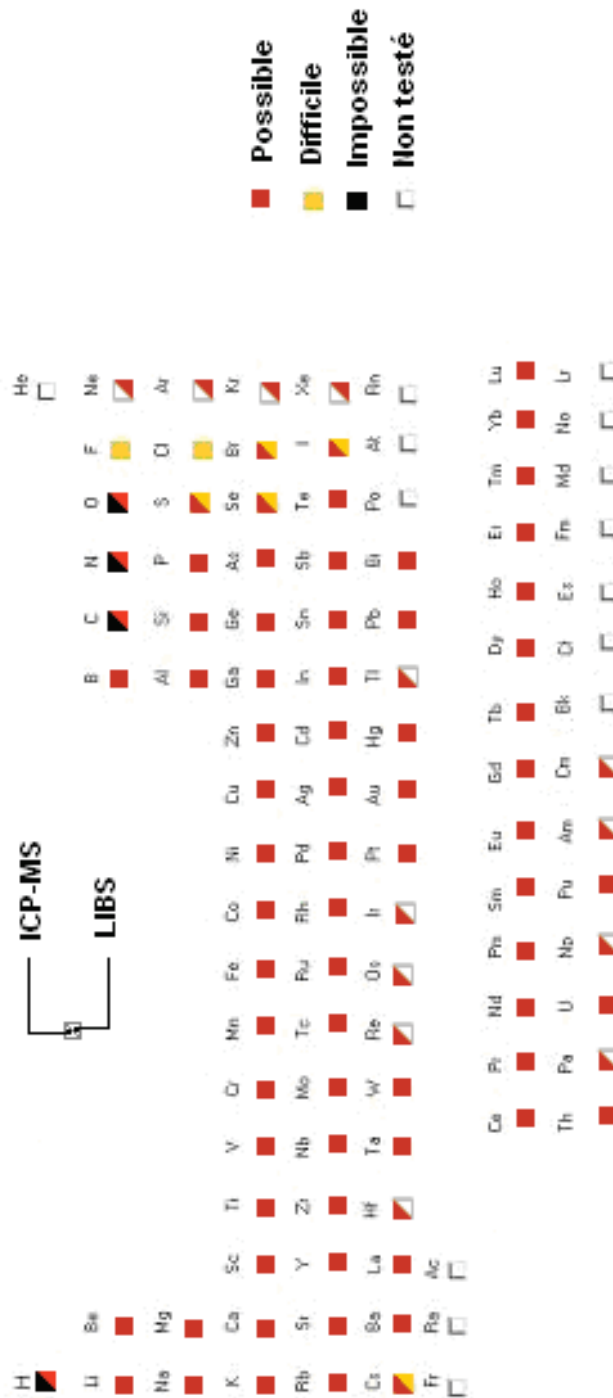 ICP-MS
LIBS
H He
Li Be B C N O F Ne
Na Mg Al Si P S Cl Ar
K Ca Sc Ti V Cr Mn Fe Co Ni Cu Zn Ga Ge As Se Br Kr
Rb Sr Y Zr Nb Mo Tc Ru Rh Pd Ag Cd In Sn Sb Te I Xe
Cs Ba La Hf Ta W Re Os Ir Pt Au Hg Tl Pb Bi Po At Rn
Fr Ra Ac
Ce Pr Nd Pm Sm Eu Gd Tb Dy Ho Er Tm Yb Lu
Th Pa U Np Pu Am Cm Bk Cf Es Fm Md No Lr
Possible
Difficile
Impossible
Non testé